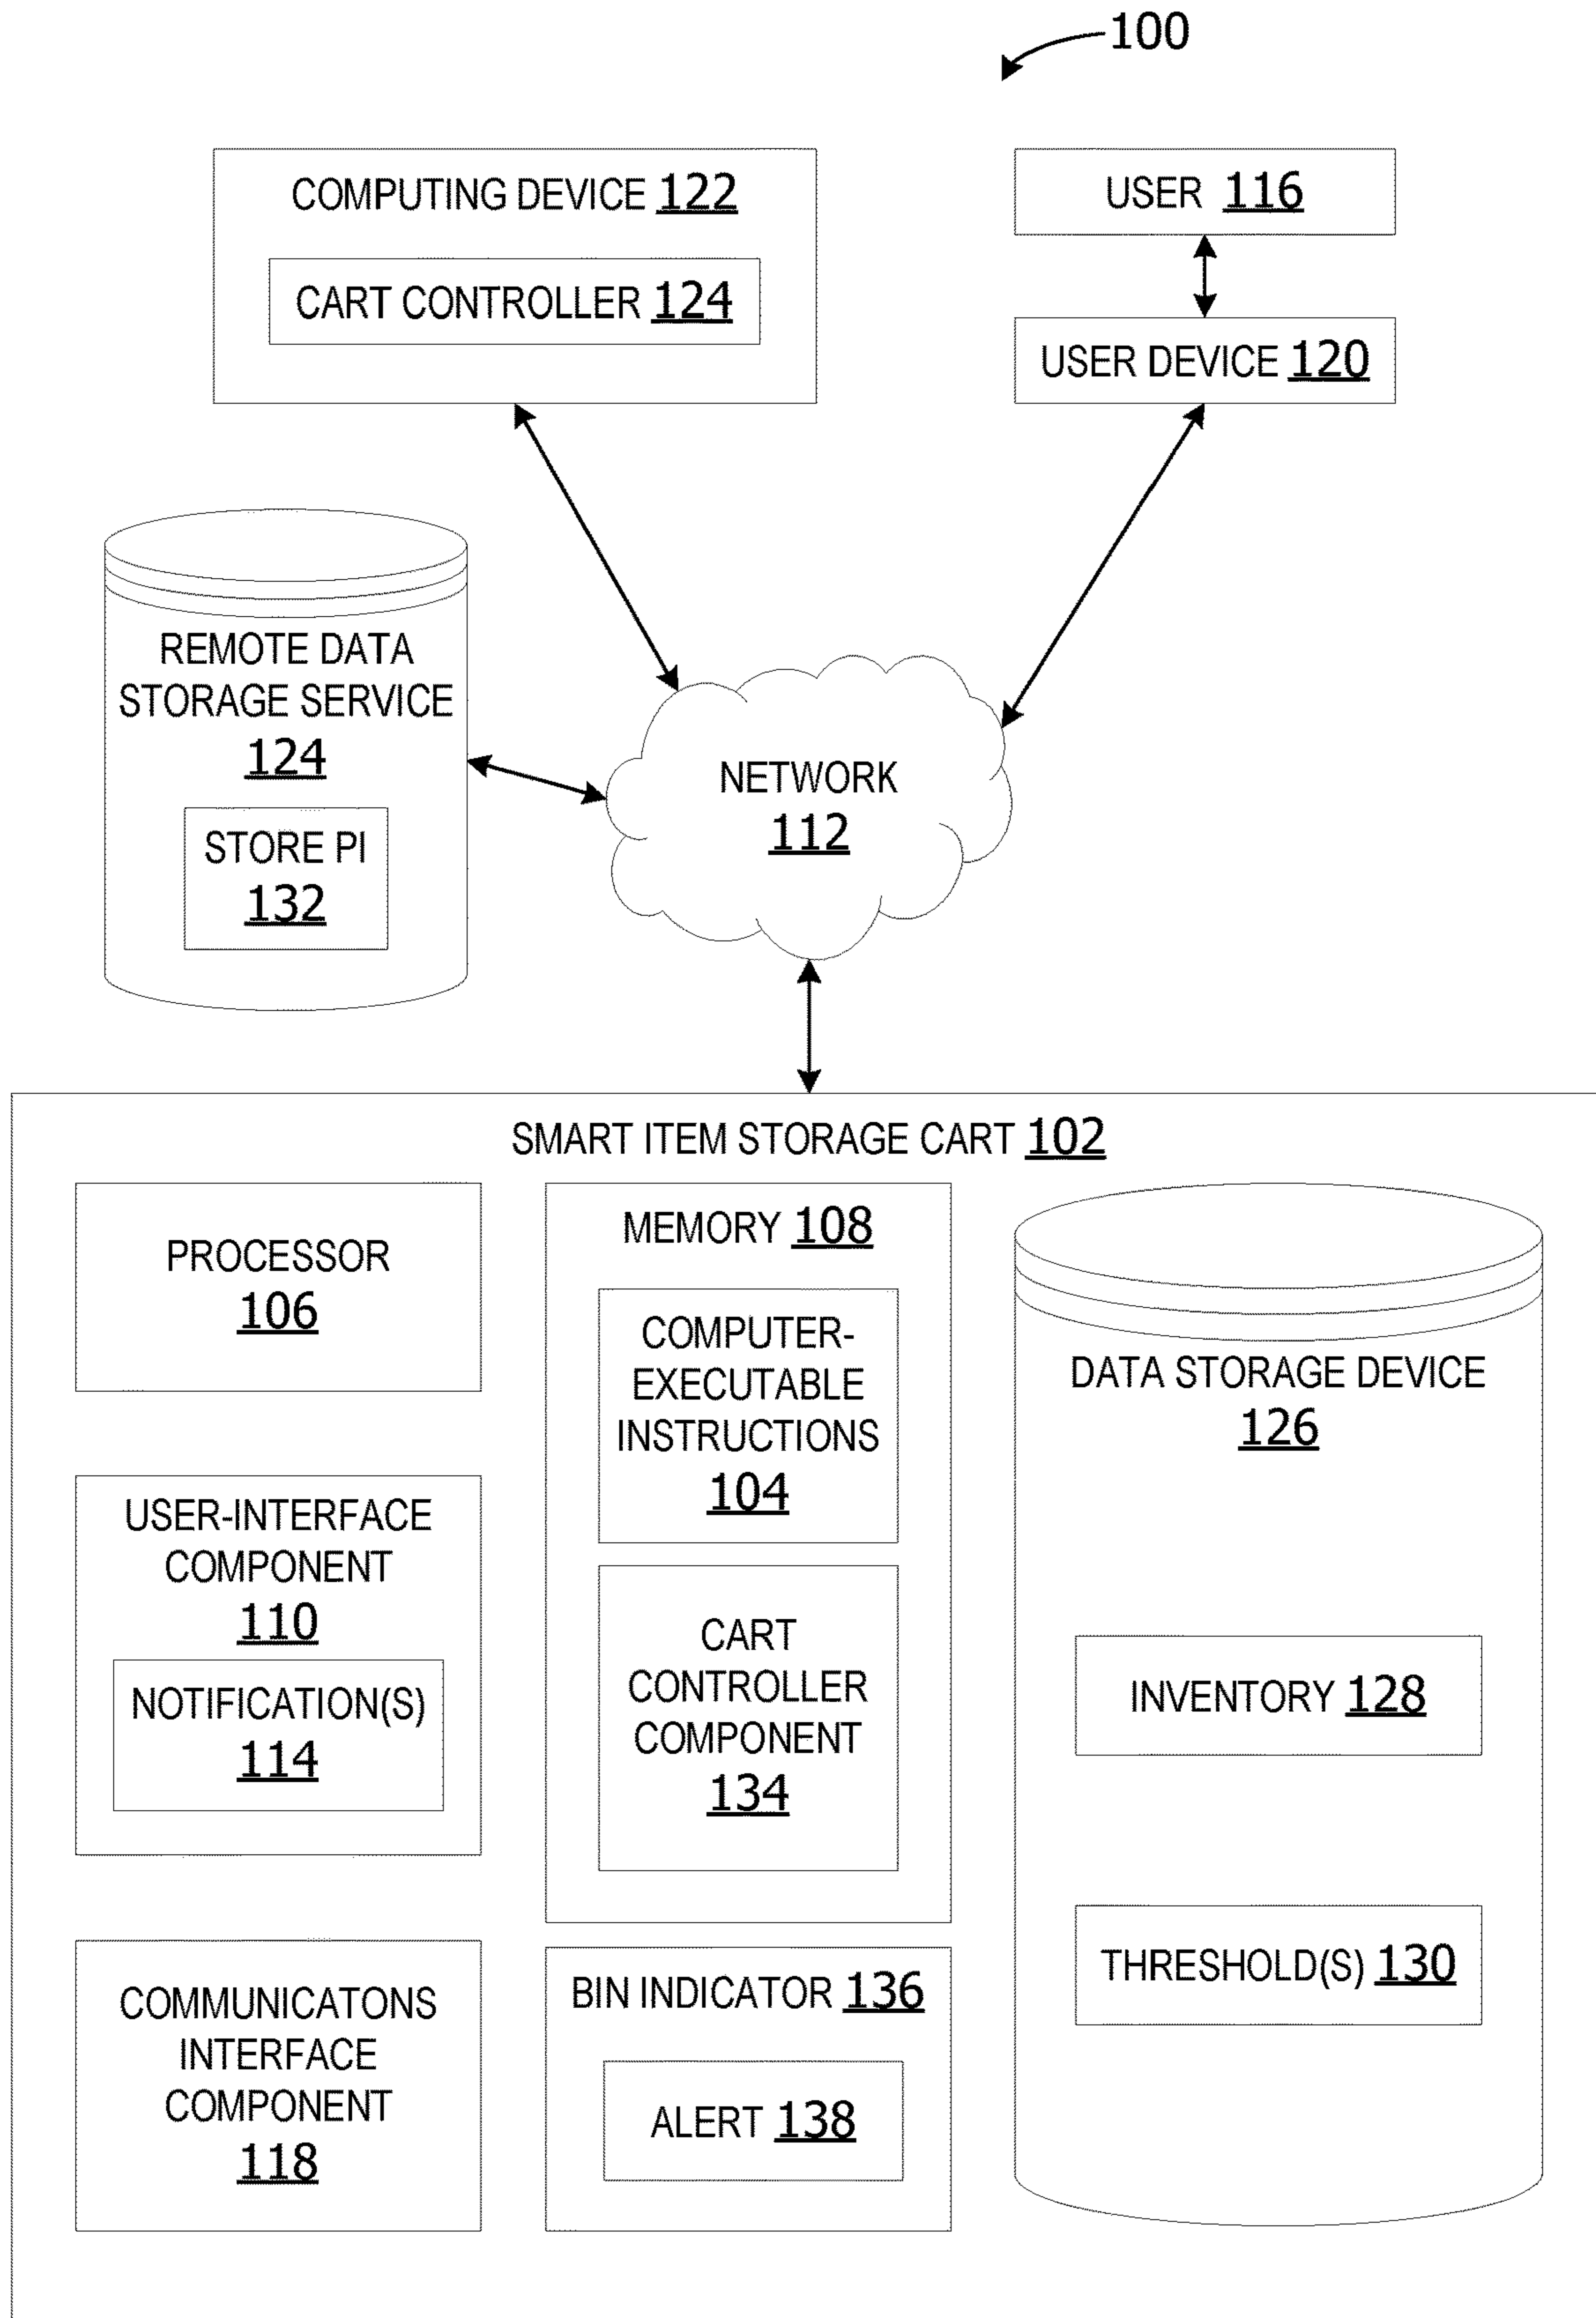 100
COMPUTING DEVICE 122
CART CONTROLLER 124
USER 116
USER DEVICE 120
REMOTE DATA
STORAGE SERVICE
124
STORE PI
132
NETWORK
112
SMART ITEM STORAGE CART 102
PROCESSOR
106
USER-INTERFACE
COMPONENT
110
NOTIFICATION(S)
114
COMMUNICATONS
INTERFACE
COMPONENT
118
MEMORY 108
COMPUTER-
EXECUTABLE
INSTRUCTIONS
104
CART
CONTROLLER
COMPONENT
134
BIN INDICATOR 136
ALERT 138
DATA STORAGE DEVICE
126
INVENTORY 128
THRESHOLD(S) 130